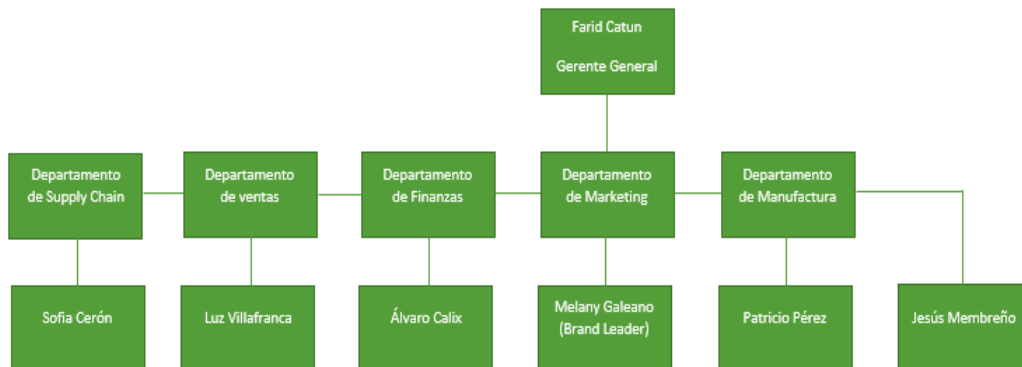 Farid Catun
Gerente General
Departamento
de Supply Chain
Departamento
de ventas
Departamento
de Finanzas
Departamento
de Marketing
Departamento
de Manufactura
Sofia Cerón
Luz Villafranca
Álvaro Calix
Melany Galeano
(Brand Leader)
Patricio Pérez
Jesús Membreño